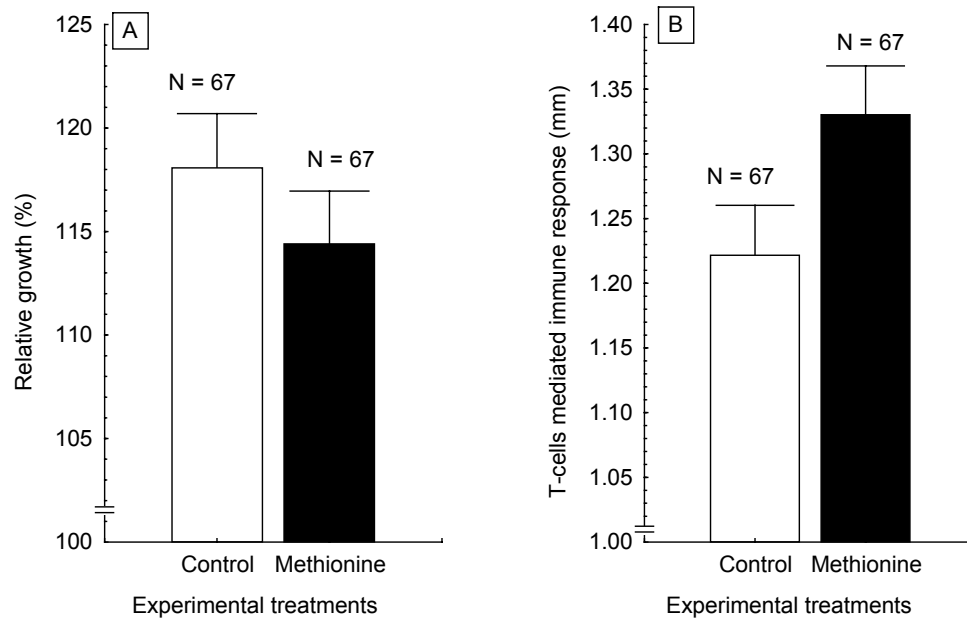 A
Relative growth (%)
125
120
115
110
105
100
N = 67
N = 67
Control
Methionine
Experimental treatments
B
T-cells mediated immune response (mm)
1.40
1.35
1.30
1.25
1.20
1.15
1.10
1.05
1.00
N = 67
N = 67
Control
Methionine
Experimental treatments